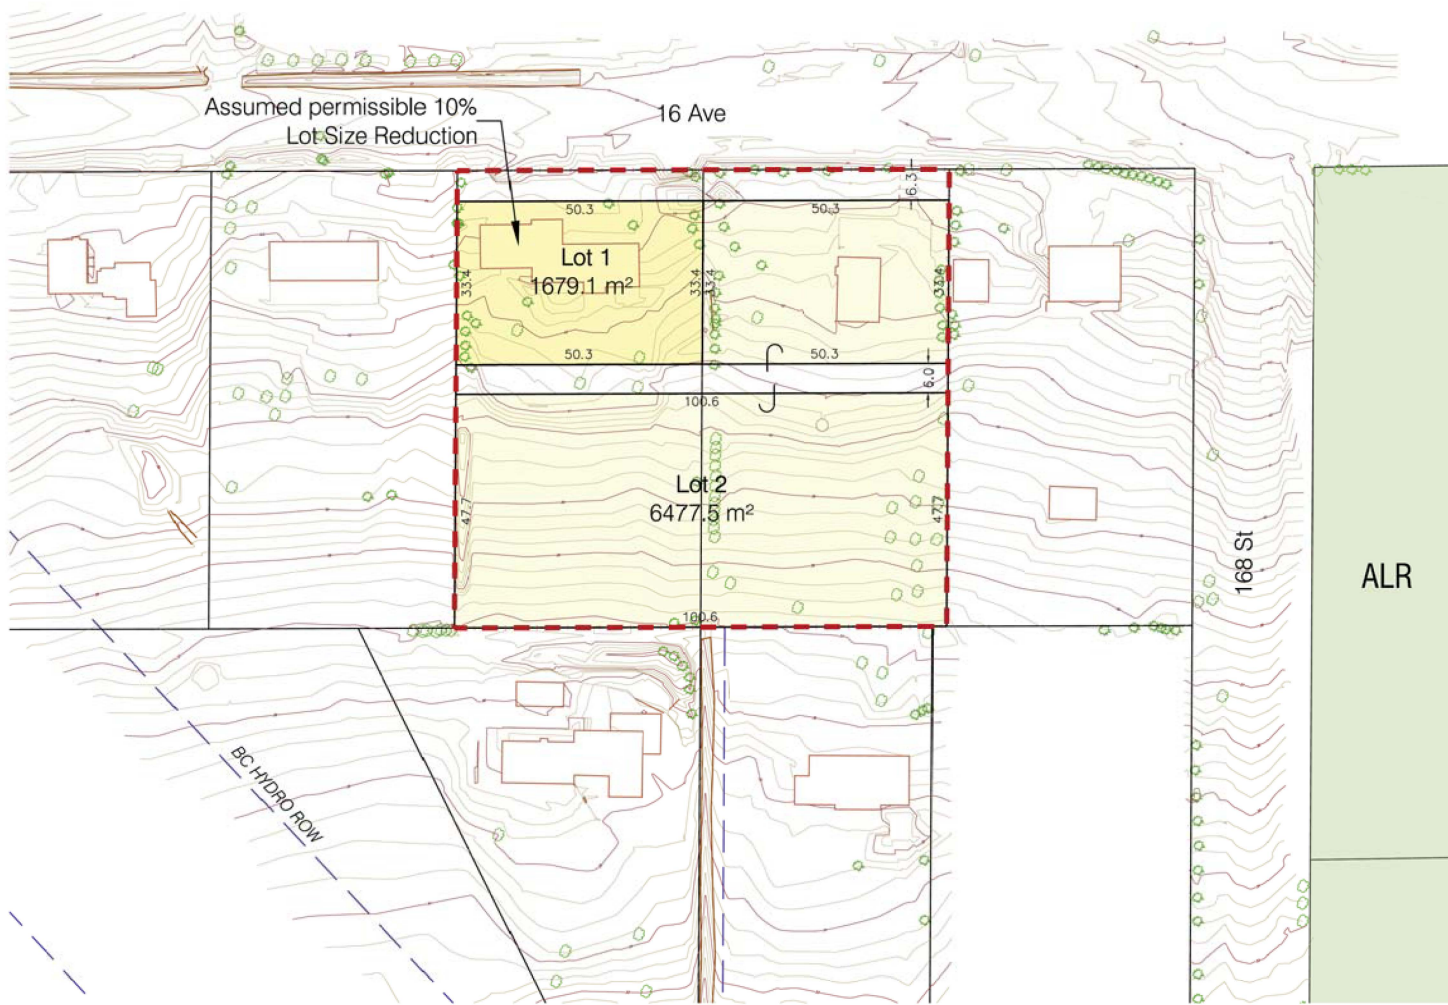 Assumed permissible 10%
Lot Size Reduction
16 Ave
6.3
50.3
50.3
Lot 1
1679.1 m²
33.4
33.4
33.4
33.4
50.3
50.3
6.0
100.6
Lot 2
6477.5 m²
47.7
47.7
100.6
168 St
ALR
BC HYDRO ROW